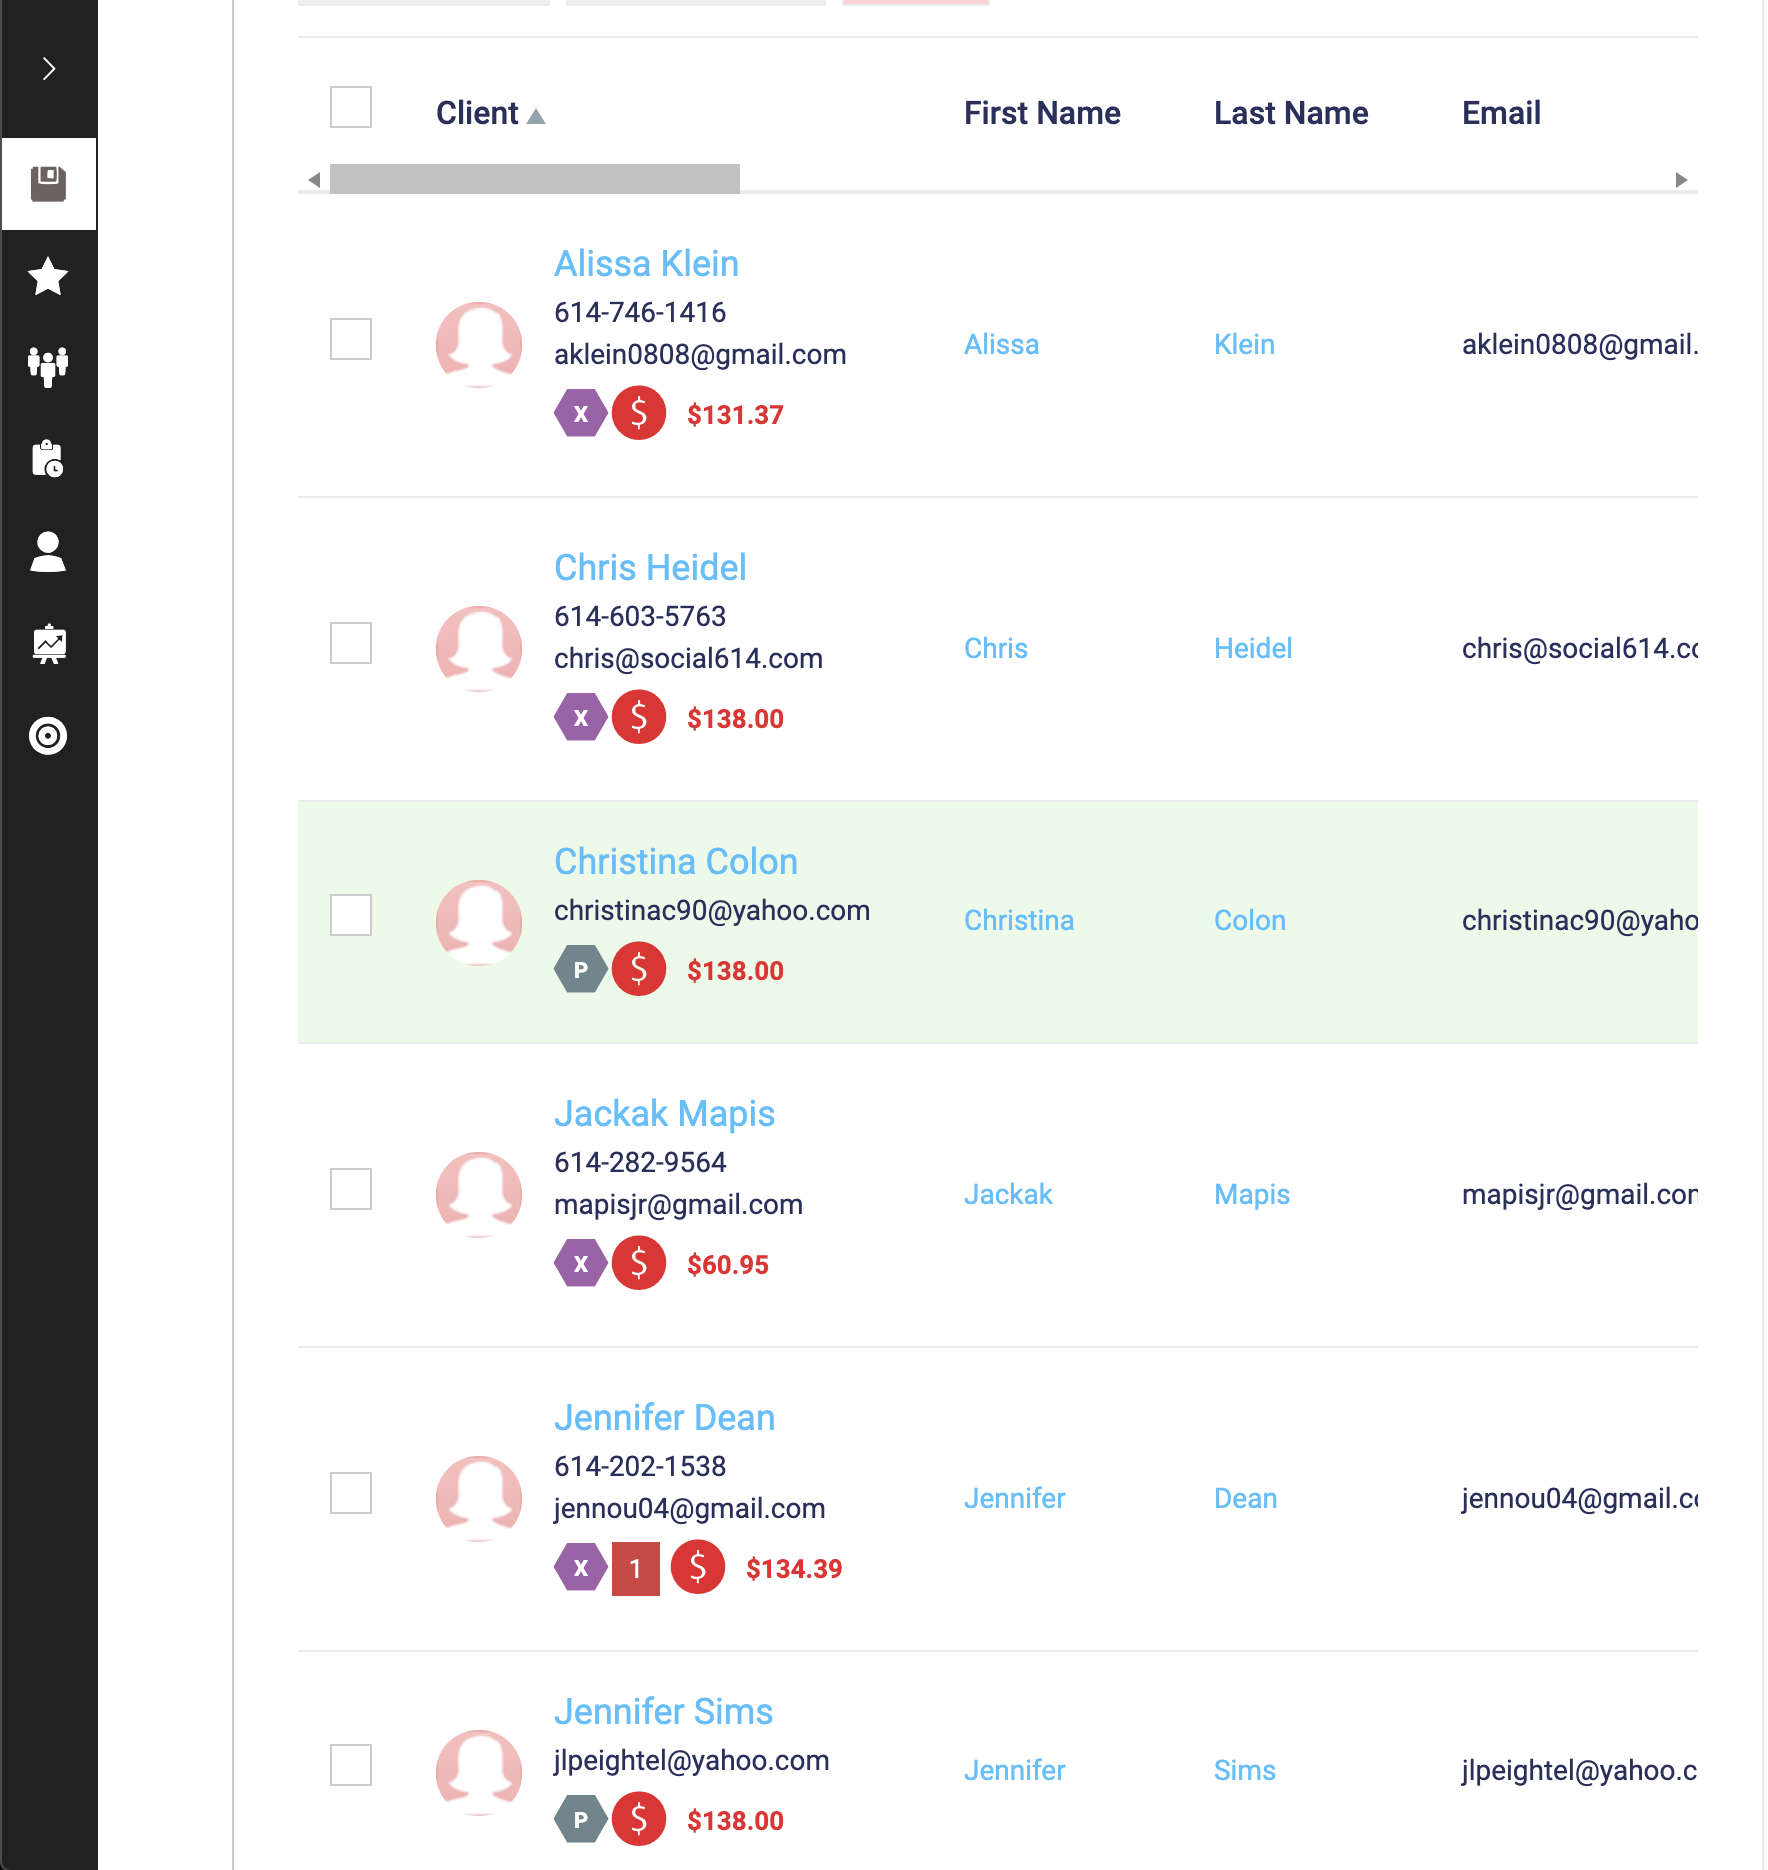 Client First Name Last Name Email
Alissa Klein
614-746-1416
aklein0808@gmail.com
X $ $131.37
Alissa Klein aklein0808@gmail.
Chris Heidel
614-603-5763
chris@social614.com
X $ $138.00
Chris Heidel chris@social614.co
Christina Colon
christinac90@yahoo.com
P $ $138.00
Christina Colon christinac90@yaho
Jackak Mapis
614-282-9564
mapisjr@gmail.com
X $ $60.95
Jackak Mapis mapisjr@gmail.com
Jennifer Dean
614-202-1538
jennou04@gmail.com
X 1 $ $134.39
Jennifer Dean jennou04@gmail.co
Jennifer Sims
jlpeightel@yahoo.com
P $ $138.00
Jennifer Sims jlpeightel@yahoo.c